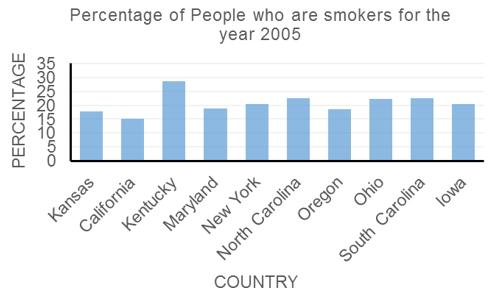 Percentage of People who are smokers for the
year 2005
PERCENTAGE
35
30
25
20
15
10
5
0
Kansas
California
Kentucky
Maryland
New York
North Carolina
Oregon
Ohio
South Carolina
Iowa
COUNTRY